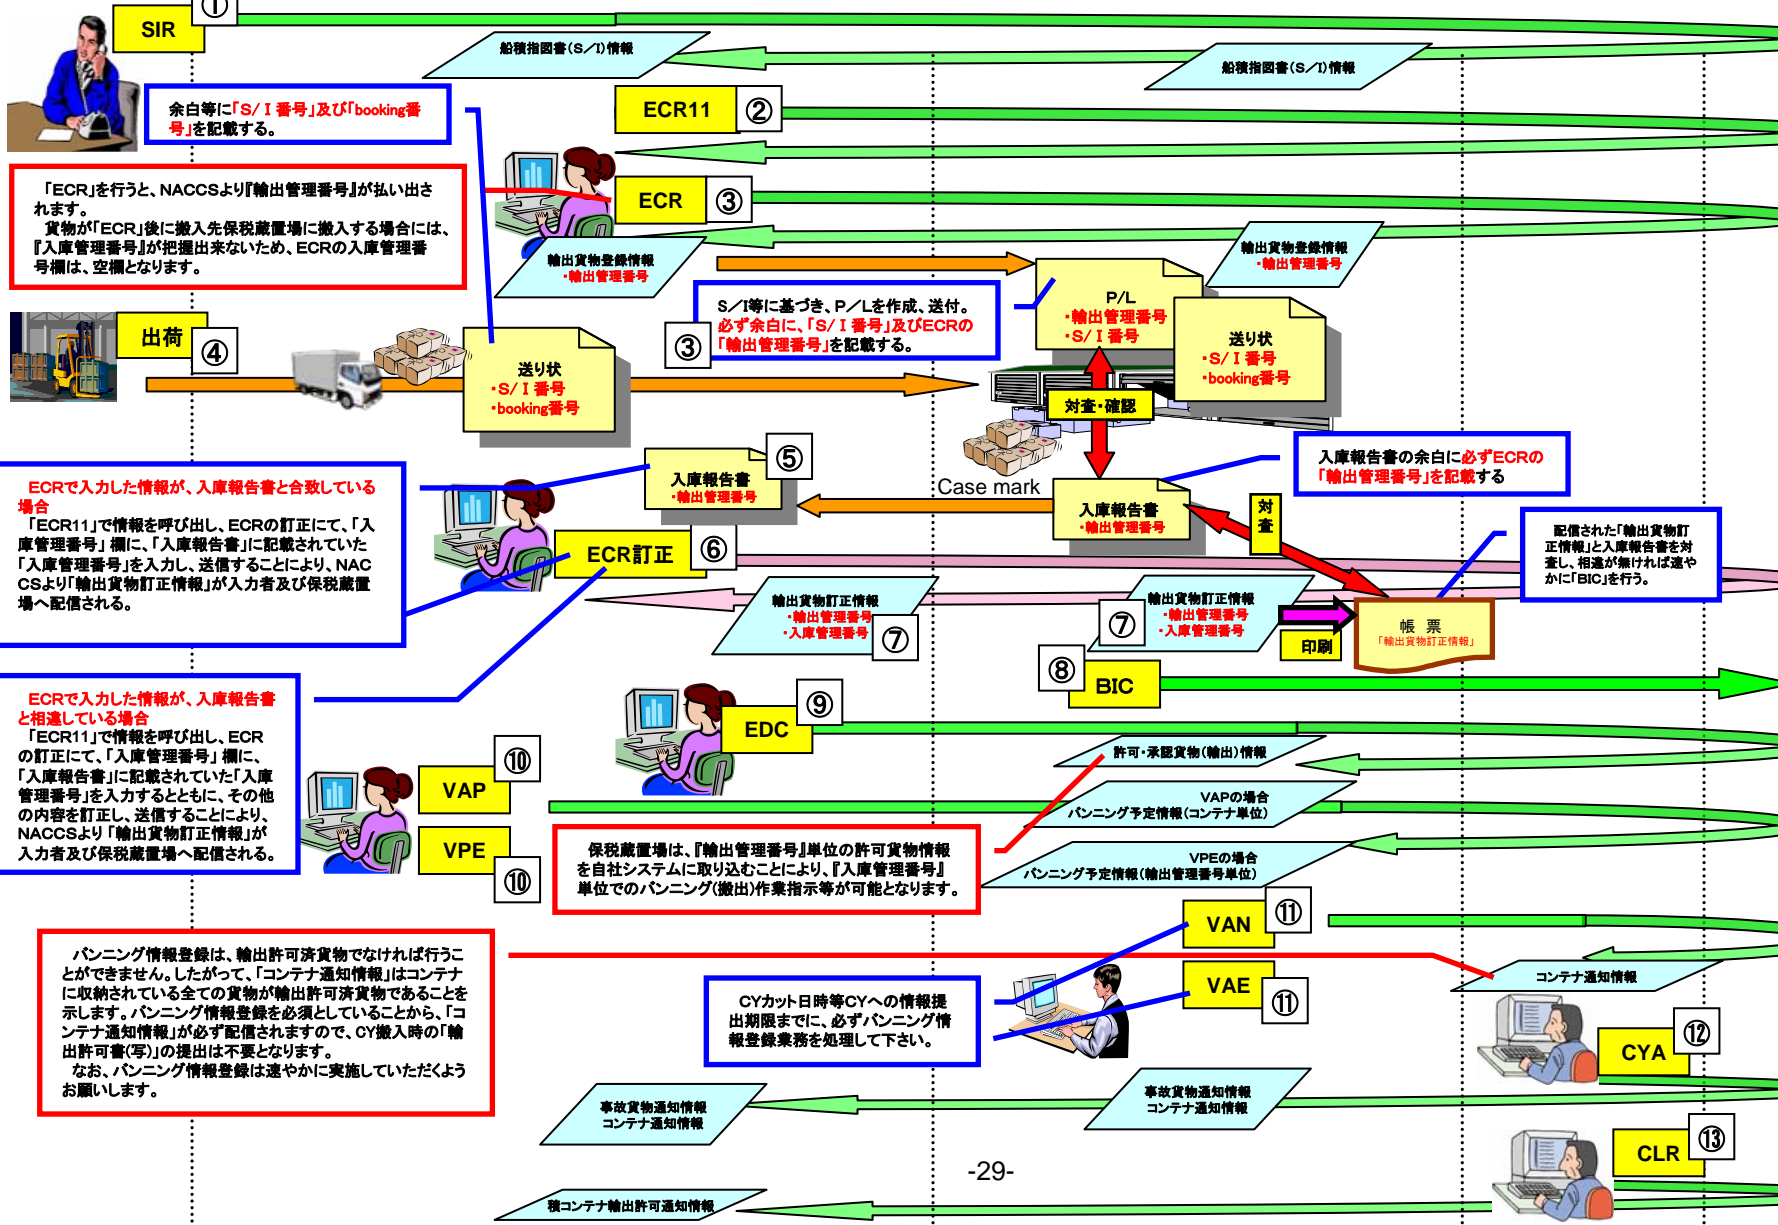 ①
SIR
船積指図書(S／I)情報
船積指図書(S／I)情報
余白等に「S/Ｉ番号」及び「booking番
号」を記載する。
ECR11
②
「ECR」を行うと、NACCSより『輸出管理番号』が払い出さ
れます。
貨物が「ECR」後に搬入先保税蔵置場に搬入する場合には、
『入庫管理番号』が把握出来ないため、ECRの入庫管理番
号欄は、空欄となります。
ECR
③
輸出貨物登録情報
・輸出管理番号
輸出貨物登録情報
・輸出管理番号
S／I等に基づき、P／Lを作成、送付。
必ず余白に、「S/Ｉ番号」及びECRの
「輸出管理番号」を記載する。
③
P/L
・輸出管理番号
・S/Ｉ番号
送り状
・S/Ｉ番号
・booking番号
出荷
④
送り状
・S/Ｉ番号
・booking番号
対査・確認
ECRで入力した情報が、入庫報告書と合致している
場合
「ECR11」で情報を呼び出し、ECRの訂正にて、「入
庫管理番号」欄に、「入庫報告書」に記載されていた
「入庫管理番号」を入力し、送信することにより、NAC
CSより「輸出貨物訂正情報」が入力者及び保税蔵置
場へ配信される。
入庫報告書
・輸出管理番号
⑤
Case mark
入庫報告書
・輸出管理番号
入庫報告書の余白に必ずECRの
「輸出管理番号」を記載する
対
査
ECR訂正
⑥
配信された「輸出貨物訂
正情報」と入庫報告書を対
査し、相違が無ければ速や
かに「BIC」を行う。
輸出貨物訂正情報
・輸出管理番号
・入庫管理番号
⑦
輸出貨物訂正情報
・輸出管理番号
・入庫管理番号
⑦
印刷
帳 票
「輸出貨物訂正情報」
⑧
BIC
ECRで入力した情報が、入庫報告書
と相違している場合
「ECR11」で情報を呼び出し、ECR
の訂正にて、「入庫管理番号」欄に、
「入庫報告書」に記載されていた「入庫
管理番号」を入力するとともに、その他
の内容を訂正し、送信することにより、
NACCSより「輸出貨物訂正情報」が
入力者及び保税蔵置場へ配信される。
EDC
⑨
許可・承認貨物(輸出)情報
VAP
⑩
VAPの場合
バンニング予定情報(コンテナ単位)
VPE
⑩
保税蔵置場は、『輸出管理番号』単位の許可貨物情報
を自社システムに取り込むことにより、『入庫管理番号』
単位でのバンニング(搬出)作業指示等が可能となります。
VPEの場合
バンニング予定情報(輸出管理番号単位)
VAN
⑪
バンニング情報登録は、輸出許可済貨物でなければ行うこ
とができません。したがって、「コンテナ通知情報」はコンテナ
に収納されている全ての貨物が輸出許可済貨物であることを
示します。バンニング情報登録を必須としていることから、「コ
ンテナ通知情報」が必ず配信されますので、CY搬入時の「輸
出許可書(写)」の提出は不要となります。
なお、バンニング情報登録は速やかに実施していただくよう
お願いします。
コンテナ通知情報
CYカット日時等CYへの情報提
出期限までに、必ずバンニング情
報登録業務を処理して下さい。
VAE
⑪
CYA
⑫
事故貨物通知情報
コンテナ通知情報
事故貨物通知情報
コンテナ通知情報
CLR
⑬
積コンテナ輸出許可通知情報
-29-